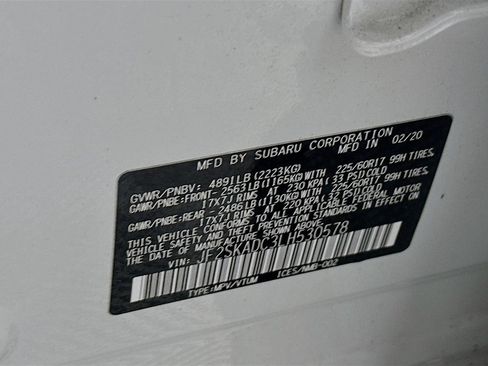 MFD BY SUBARU CORPORATION
MFD IN 02/20
GVWR/PNBV: 4891LB(2223KG)
GAWR/PNBE:FRONT-2563LB(1165KG)WITH 225/60R17 99H TIRES,
17x7J RIMS AT 230 KPA(33 PSI)COLD
GAWR/PNBE:REAR -2486LB(1130KG)WITH 225/60R17 99H TIRES,
17x7J RIMS AT 230 KPA(33 PSI)COLD
THIS VEHICLE CONFORMS TO ALL APPLICABLE FEDERAL MOTOR
VEHICLE SAFETY AND THEFT PREVENTION STANDARDS IN EFFECT ON
THE DATE OF MANUFACTURE SHOWN ABOVE.
VIN: JF2SKADC3LH530578
TYPE:MPV/VTUM ICES/NMB-002